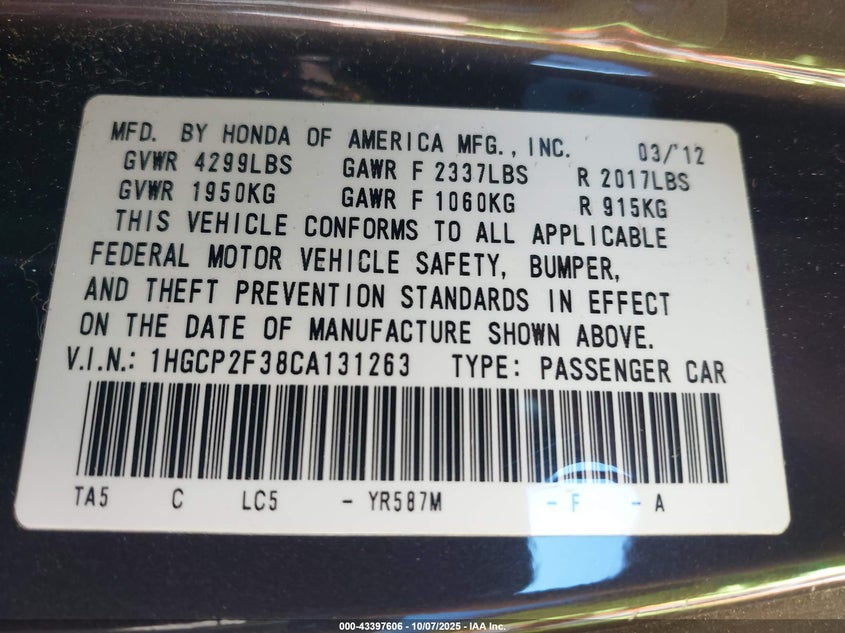 MFD. BY HONDA OF AMERICA MFG., INC. 03/'12
GVWR 4299LBS GAWR F 2337LBS R 2017LBS
GVWR 1950KG GAWR F 1060KG R 915KG
THIS VEHICLE CONFORMS TO ALL APPLICABLE
FEDERAL MOTOR VEHICLE SAFETY, BUMPER,
AND THEFT PREVENTION STANDARDS IN EFFECT
ON THE DATE OF MANUFACTURE SHOWN ABOVE.
V.I.N.: 1HGCP2F38CA131263 TYPE: PASSENGER CAR
TA5 C LC5 - YR587M - F - A
000-43397606 - 10/07/2025 - IAA Inc.